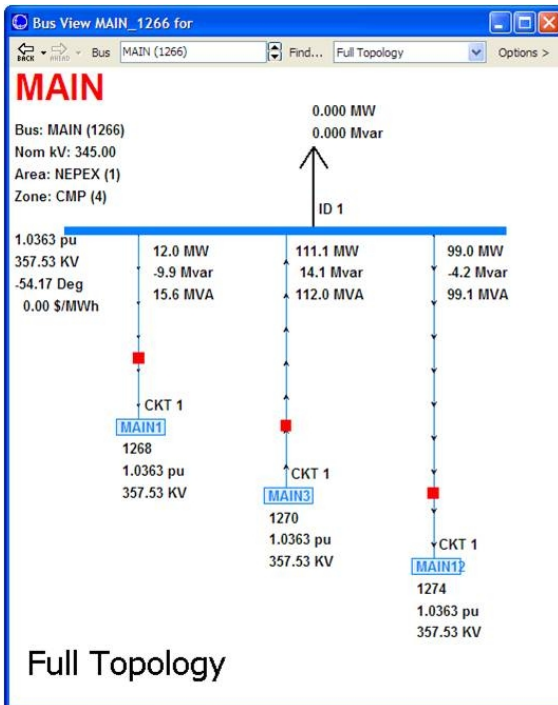 Bus View MAIN_1266 for
BACK AHEAD Bus MAIN (1266) Find... Full Topology Options >
MAIN
0.000 MW
0.000 Mvar
Bus: MAIN (1266)
Nom kV: 345.00
Area: NEPEX (1)
Zone: CMP (4)
ID 1
1.0363 pu
357.53 KV
-54.17 Deg
0.00 $/MWh
12.0 MW
-9.9 Mvar
15.6 MVA
CKT 1
MAIN1
1268
1.0363 pu
357.53 KV
111.1 MW
14.1 Mvar
112.0 MVA
CKT 1
MAIN3
1270
1.0363 pu
357.53 KV
99.0 MW
-4.2 Mvar
99.1 MVA
CKT 1
MAIN12
1274
1.0363 pu
357.53 KV
Full Topology